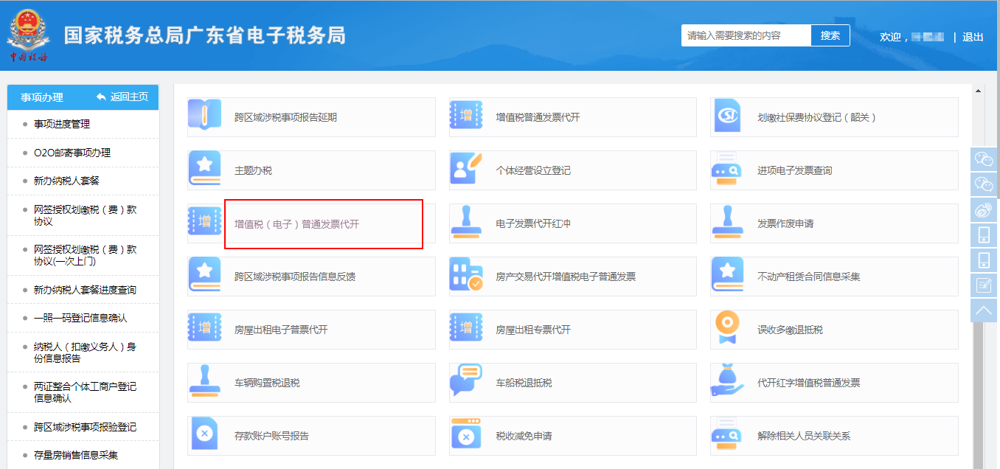 国家税务总局广东省电子税务局
中国税务
请输入需要搜索的内容
搜索
欢迎，
| 退出
事项办理
返回主页
事项进度管理
O2O邮寄事项办理
新办纳税人套餐
网签授权划缴税（费）款
协议
网签授权划缴税（费）款
协议(一次上门)
新办纳税人套餐进度查询
一照一码登记信息确认
纳税人（扣缴义务人）身
份信息报告
两证整合个体工商户登记
信息确认
跨区域涉税事项报验登记
存量房销售信息采集
跨区域涉税事项报告延期
增
增值税普通发票代开
划缴社保费协议登记（韶关）
主题办税
个体经营设立登记
进项电子发票查询
增
增值税（电子）普通发票代开
电子发票代开红冲
发票作废申请
跨区域涉税事项报告信息反馈
房产交易代开增值税电子普通发票
不动产租赁合同信息采集
增
房屋出租电子普票代开
增
房屋出租专票代开
误收多缴退抵税
车辆购置税退税
车船税退抵税
代开红字增值税普通发票
存款账户账号报告
税收减免申请
解除相关人员关联关系